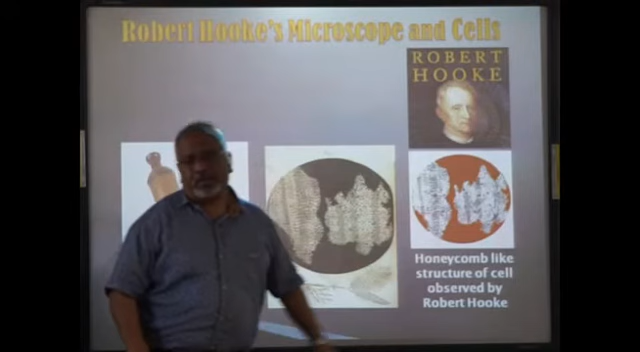 Robert Hooke's Microscope and Cells
ROBERT
HOOKE
Honeycomb like
structure of cell
observed by
Robert Hooke